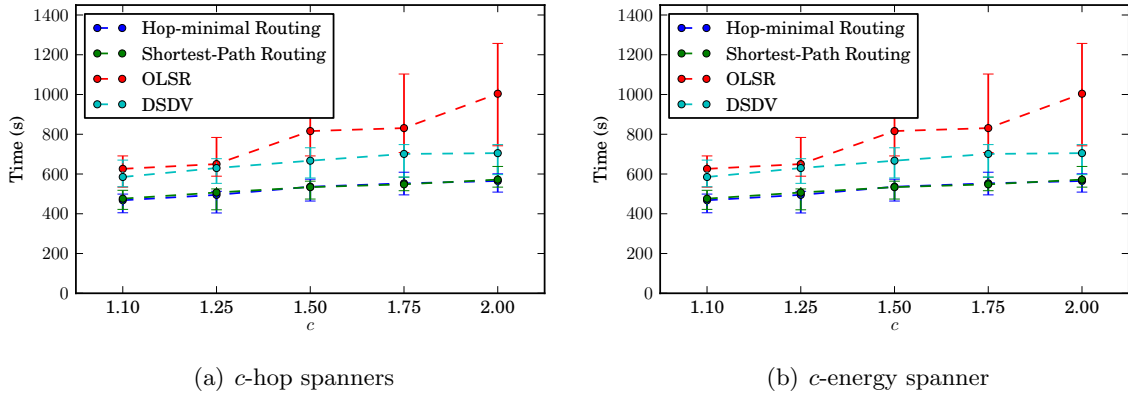 1400
1200
1000
800
600
400
200
0
Time (s)
Hop-minimal Routing
Shortest-Path Routing
OLSR
DSDV
1.10 1.25 1.50 1.75 2.00
c
(a) c-hop spanners
1400
1200
1000
800
600
400
200
0
Time (s)
Hop-minimal Routing
Shortest-Path Routing
OLSR
DSDV
1.10 1.25 1.50 1.75 2.00
c
(b) c-energy spanner